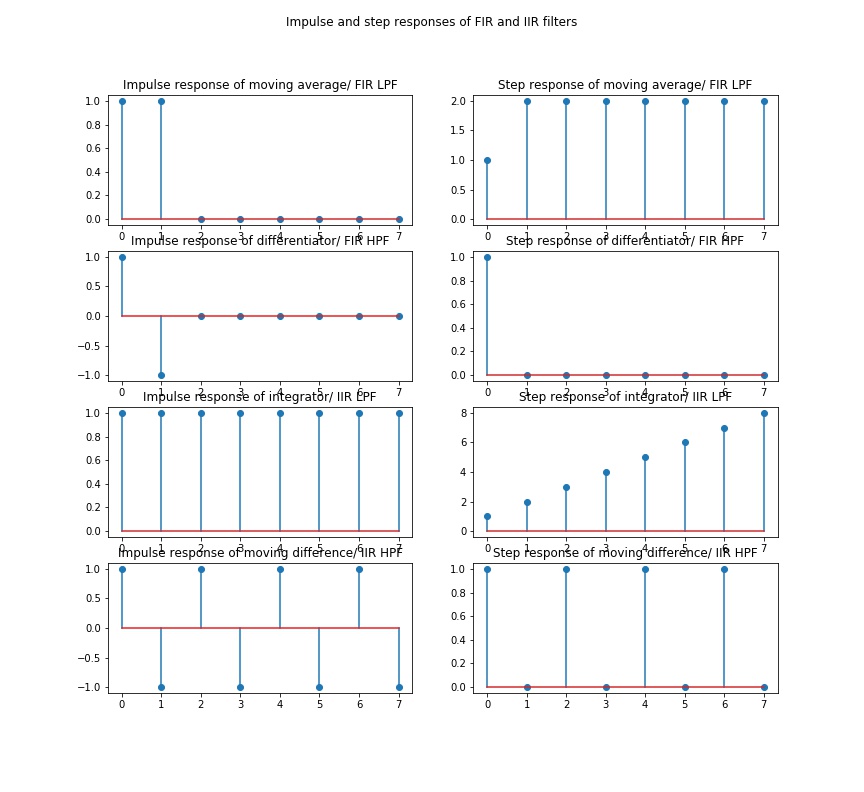 Impulse and step responses of FIR and IIR filters
Impulse response of moving average/ FIR LPF
1.0
0.8
0.6
0.4
0.2
0.0
0 1 2 3 4 5 6 7
Step response of moving average/ FIR LPF
2.0
1.5
1.0
0.5
0.0
0 1 2 3 4 5 6 7
Impulse response of differentiator/ FIR HPF
1.0
0.5
0.0
−0.5
−1.0
0 1 2 3 4 5 6 7
Step response of differentiator/ FIR HPF
1.0
0.8
0.6
0.4
0.2
0.0
0 1 2 3 4 5 6 7
Impulse response of integrator/ IIR LPF
1.0
0.8
0.6
0.4
0.2
0.0
0 1 2 3 4 5 6 7
Step response of integrator/ IIR LPF
8
6
4
2
0
0 1 2 3 4 5 6 7
Impulse response of moving difference/ IIR HPF
1.0
0.5
0.0
−0.5
−1.0
0 1 2 3 4 5 6 7
Step response of moving difference/ IIR HPF
1.0
0.8
0.6
0.4
0.2
0.0
0 1 2 3 4 5 6 7